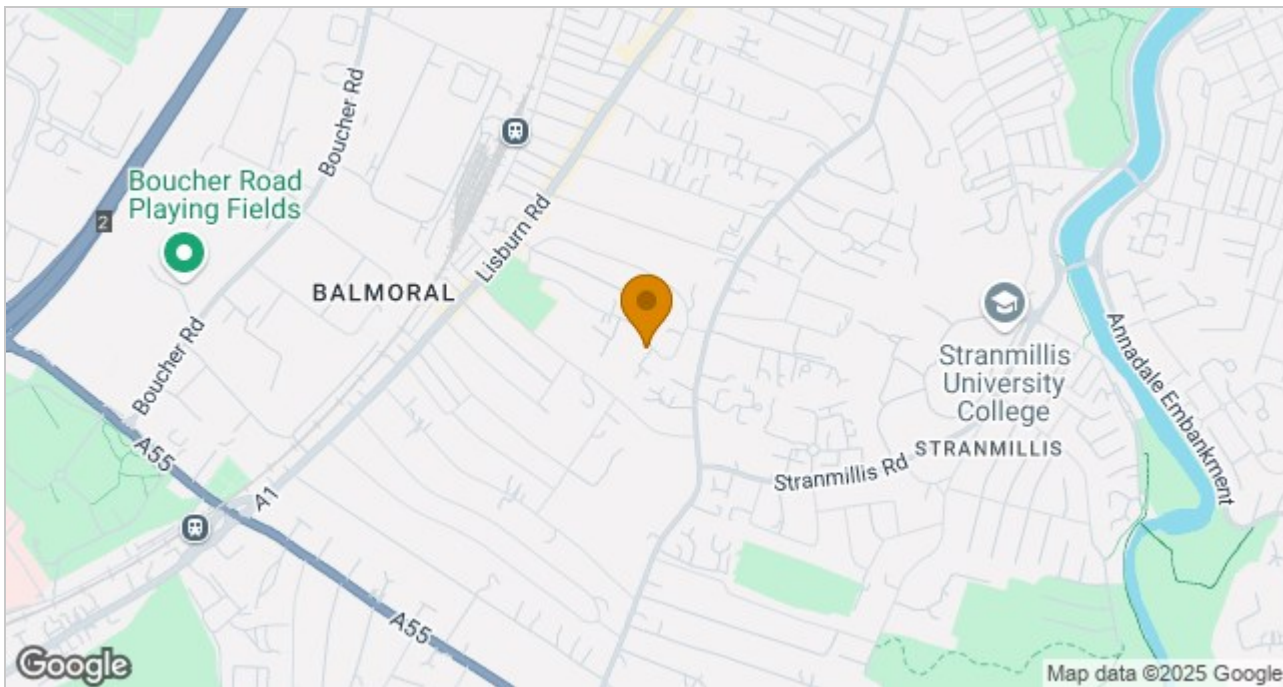 Boucher Rd
Boucher Road
Playing Fields
2
Lisburn Rd
BALMORAL
Boucher Rd
Stranmillis
University
College
STRANMILLIS
Annadale Embankment
Stranmillis Rd
A55
A1
A55
Google
Map data ©2025 Google